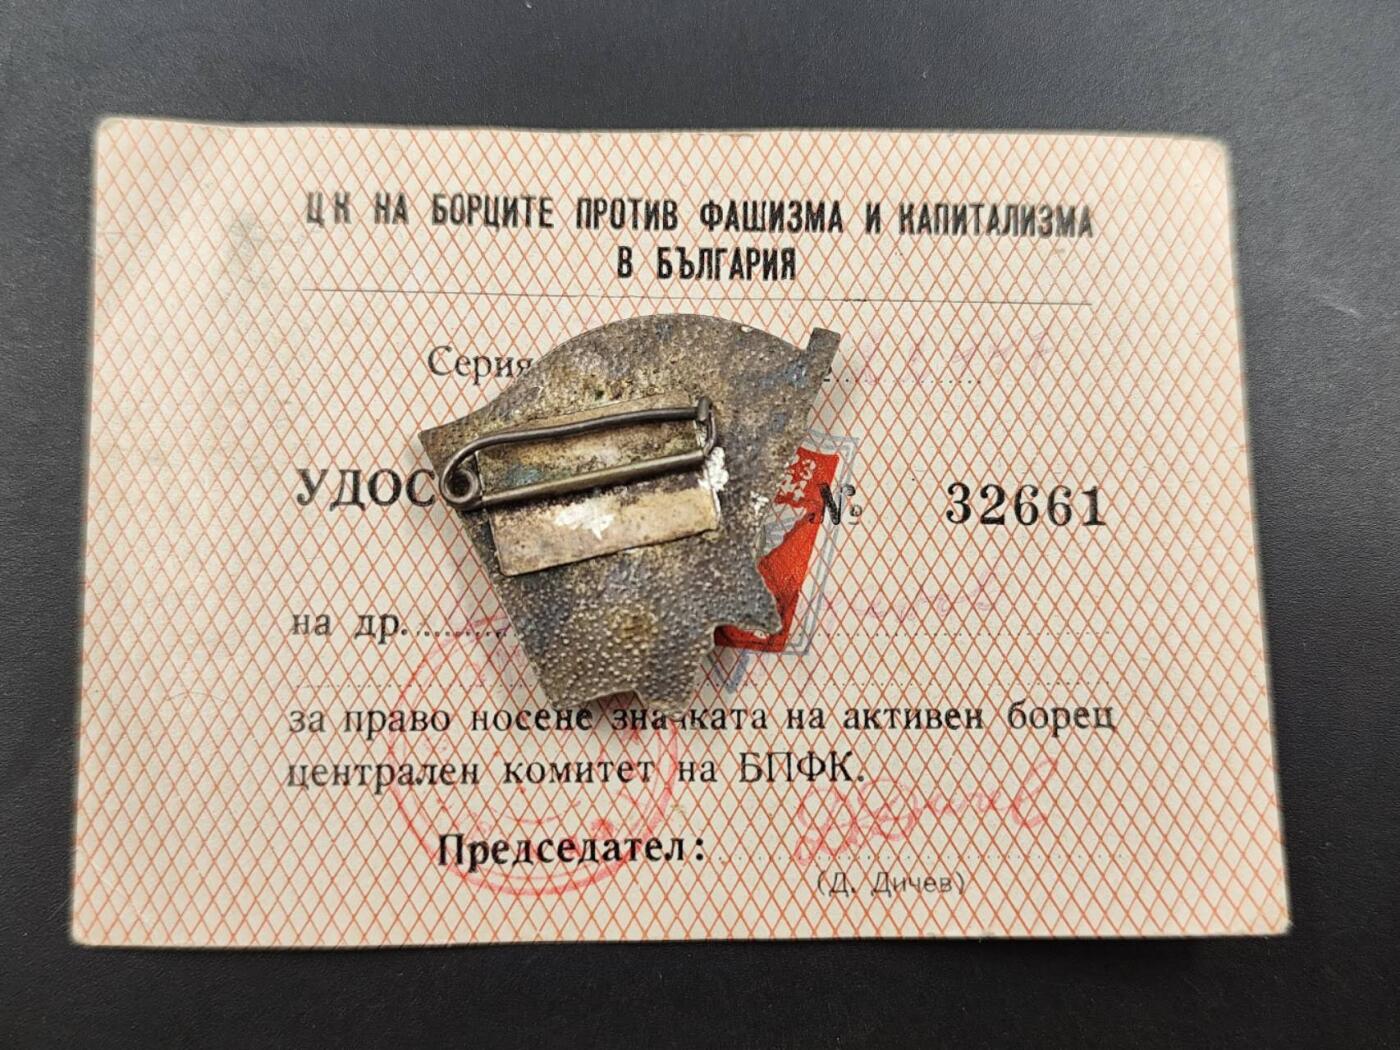 ЦК НА БОРЦИТЕ ПРОТИВ ФАШИЗМА И КАПИТАЛИЗМА
В БЪЛГАРИЯ
Серия
УДОС № 32661
на др.
за право носене значката на активен борец
централен комитет на БПФК.
Председател:
(Д. Дичев)